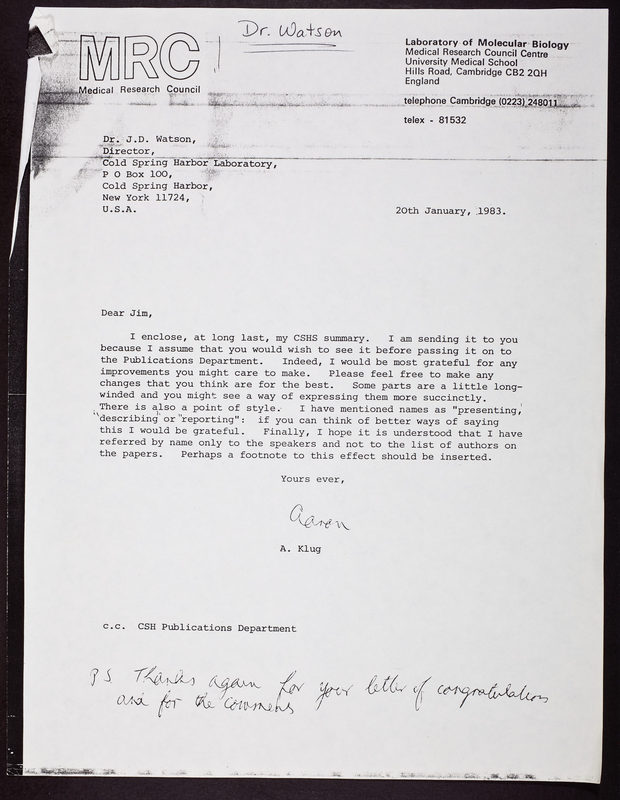 Dr. Watson
MRC
Medical Research Council
Laboratory of Molecular Biology
Medical Research Council Centre
University Medical School
Hills Road, Cambridge CB2 2QH
England
telephone Cambridge (0223) 248011
telex - 81532
Dr. J.D. Watson,
Director,
Cold Spring Harbor Laboratory,
P O Box 100,
Cold Spring Harbor,
New York 11724,
U.S.A.
20th January, 1983.
Dear Jim,
I enclose, at long last, my CSHS summary. I am sending it to you
because I assume that you would wish to see it before passing it on to
the Publications Department. Indeed, I would be most grateful for any
improvements you might care to make. Please feel free to make any
changes that you think are for the best. Some parts are a little long-
winded and you might see a way of expressing them more succinctly.
There is also a point of style. I have mentioned names as "presenting,"
"describing" or "reporting": if you can think of better ways of saying
this I would be grateful. Finally, I hope it is understood that I have
referred by name only to the speakers and not to the list of authors on
the papers. Perhaps a footnote to this effect should be inserted.
Yours ever,
Aaron
A. Klug
c.c. CSH Publications Department
PS Thanks again for your letter of congratulations
and for the comments